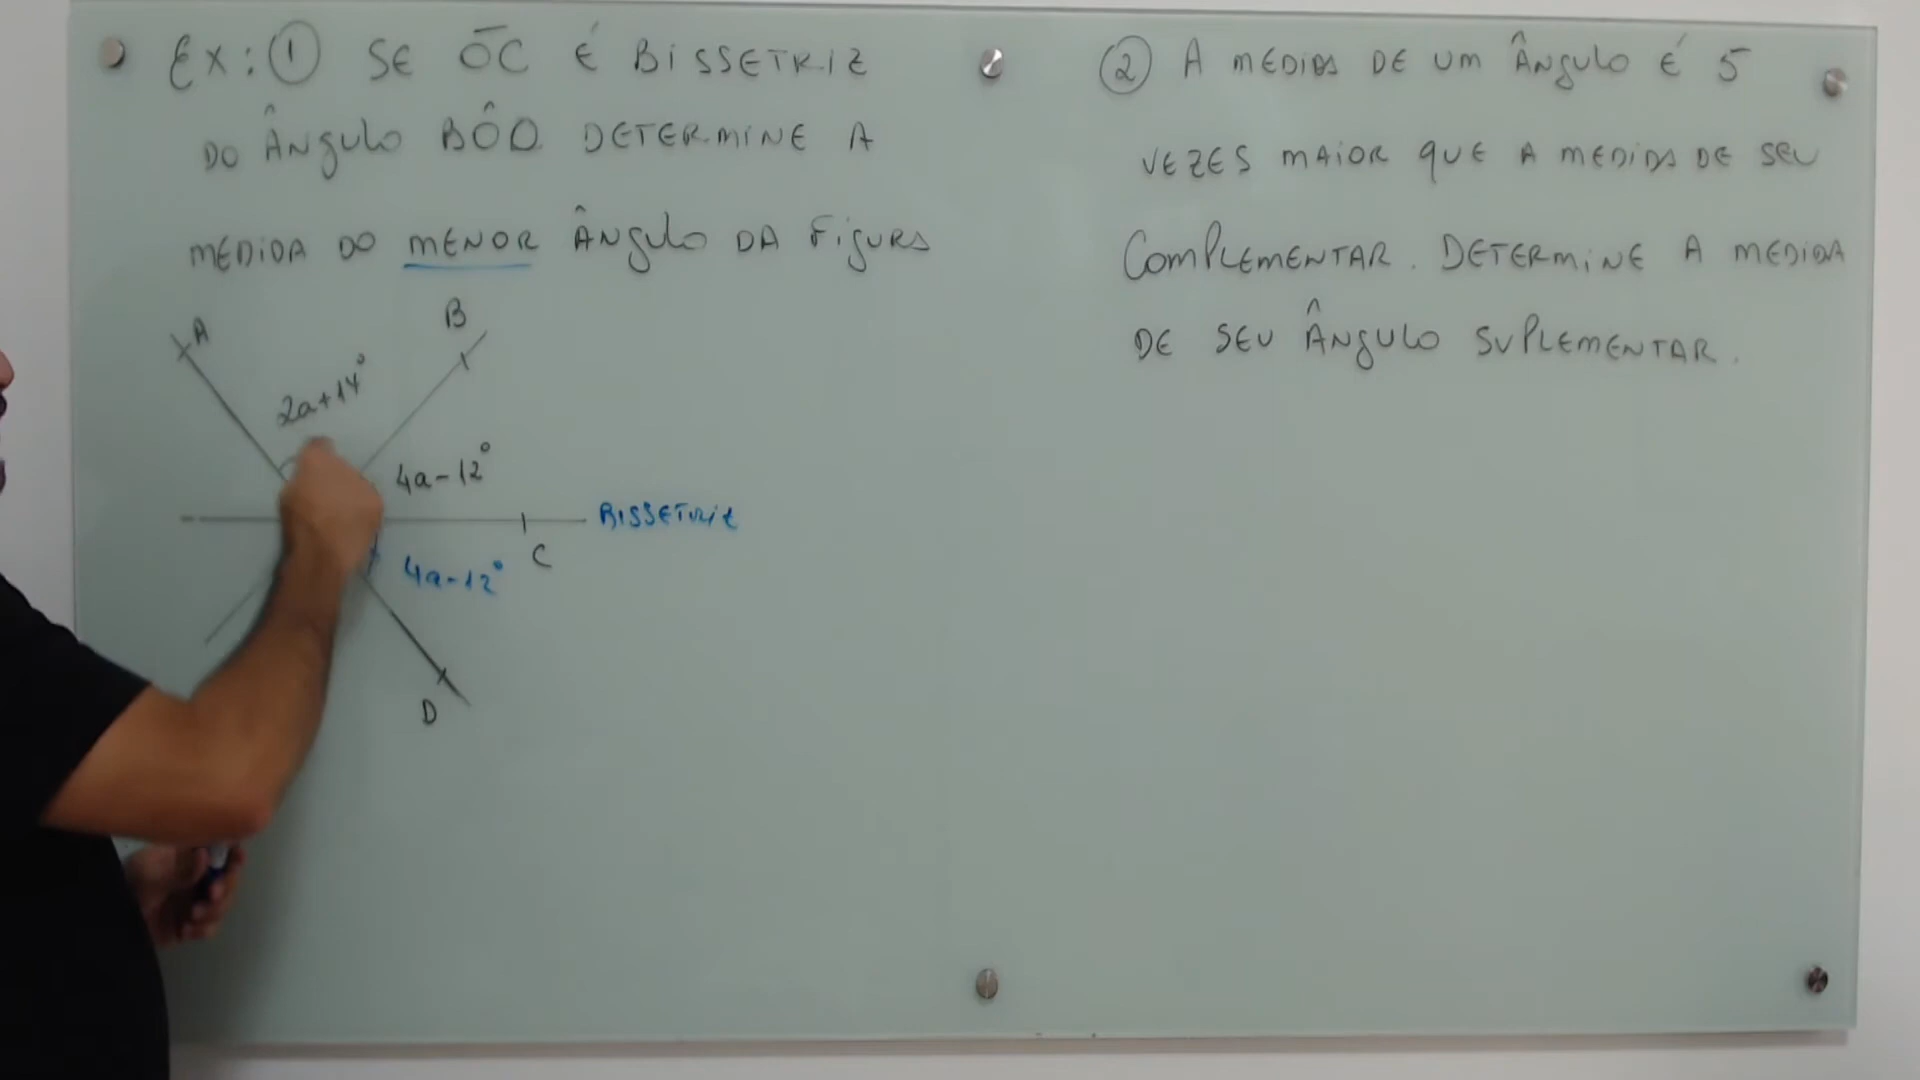 Ex: ① SE ŌC É BISSETRIZ
DO ÂNGULO BÔD DETERMINE A
MEDIDA DO MENOR ÂNGULO DA FIGURA
A
B
2a+14°
4a-12°
BISSETRIZ
C
4a-12°
D
② A MEDIDA DE UM ÂNGULO É 5
VEZES MAIOR QUE A MEDIDA DE SEU
COMPLEMENTAR. DETERMINE A MEDIDA
DE SEU ÂNGULO SUPLEMENTAR.